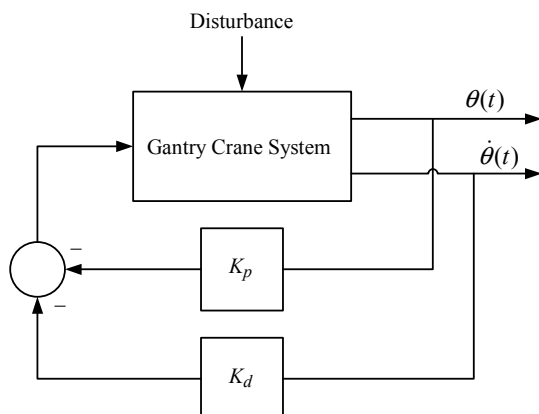 Disturbance
θ(t)
Gantry Crane System
θ̇(t)
–
K_p
–
K_d